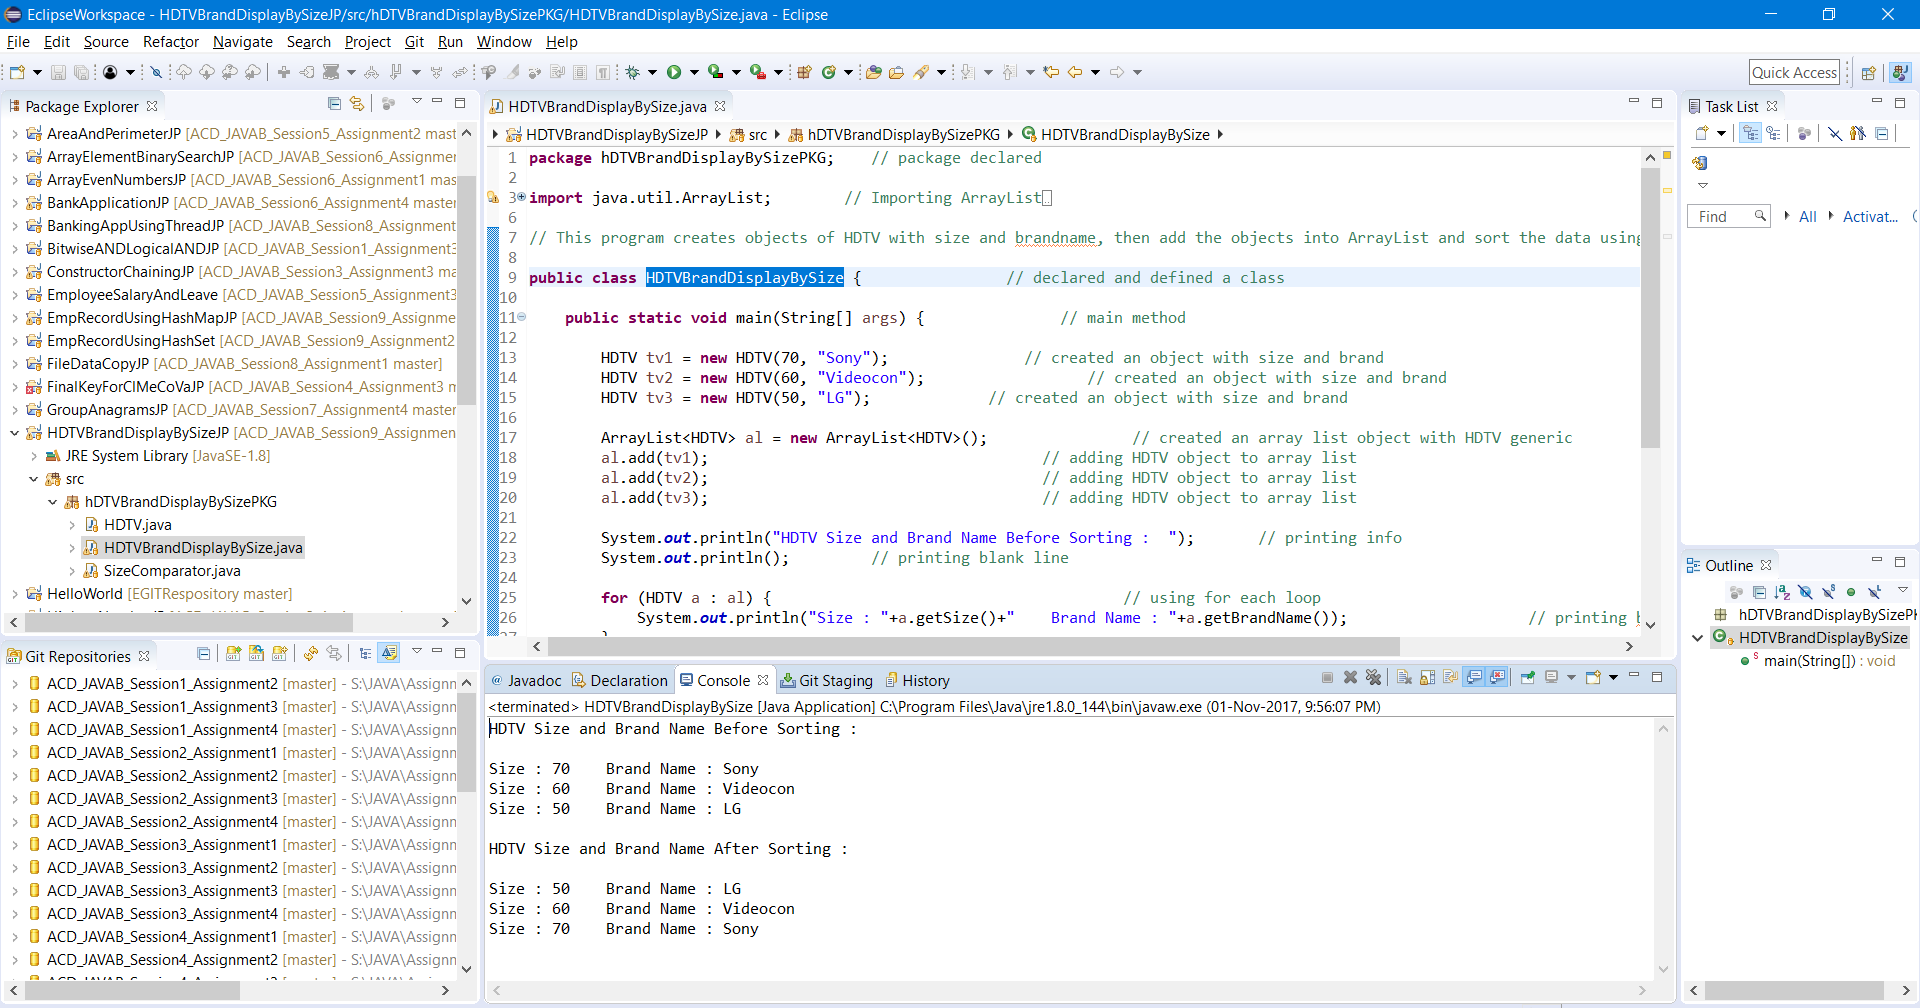 EclipseWorkspace - HDTVBrandDisplayBySizeJP/src/hDTVBrandDisplayBySizePKG/HDTVBrandDisplayBySize.java - Eclipse
File Edit Source Refactor Navigate Search Project Git Run Window Help
Quick Access
Package Explorer
AreaAndPerimeterJP [ACD_JAVAB_Session5_Assignment2 mast
ArrayElementBinarySearchJP [ACD_JAVAB_Session6_Assignme
ArrayEvenNumbersJP [ACD_JAVAB_Session6_Assignment1 mas
BankApplicationJP [ACD_JAVAB_Session6_Assignment4 master
BankingAppUsingThreadJP [ACD_JAVAB_Session8_Assignment
BitwiseANDLogicalANDJP [ACD_JAVAB_Session1_Assignment3
ConstructorChainingJP [ACD_JAVAB_Session3_Assignment3 ma
EmployeeSalaryAndLeave [ACD_JAVAB_Session5_Assignment3
EmpRecordUsingHashMapJP [ACD_JAVAB_Session9_Assignme
EmpRecordUsingHashSet [ACD_JAVAB_Session9_Assignment2
FileDataCopyJP [ACD_JAVAB_Session8_Assignment1 master]
FinalKeyForClMeCoVaJP [ACD_JAVAB_Session4_Assignment3 m
GroupAnagramsJP [ACD_JAVAB_Session7_Assignment4 master
HDTVBrandDisplayBySizeJP [ACD_JAVAB_Session9_Assignmen
JRE System Library [JavaSE-1.8]
src
hDTVBrandDisplayBySizePKG
HDTV.java
HDTVBrandDisplayBySize.java
SizeComparator.java
HelloWorld [EGITRespository master]
Git Repositories
ACD_JAVAB_Session1_Assignment2 [master] - S:\JAVA\Assignn
ACD_JAVAB_Session1_Assignment3 [master] - S:\JAVA\Assignn
ACD_JAVAB_Session1_Assignment4 [master] - S:\JAVA\Assignn
ACD_JAVAB_Session2_Assignment1 [master] - S:\JAVA\Assignn
ACD_JAVAB_Session2_Assignment2 [master] - S:\JAVA\Assignn
ACD_JAVAB_Session2_Assignment3 [master] - S:\JAVA\Assignn
ACD_JAVAB_Session2_Assignment4 [master] - S:\JAVA\Assignn
ACD_JAVAB_Session3_Assignment1 [master] - S:\JAVA\Assignn
ACD_JAVAB_Session3_Assignment2 [master] - S:\JAVA\Assignn
ACD_JAVAB_Session3_Assignment3 [master] - S:\JAVA\Assignn
ACD_JAVAB_Session3_Assignment4 [master] - S:\JAVA\Assignn
ACD_JAVAB_Session4_Assignment1 [master] - S:\JAVA\Assignn
ACD_JAVAB_Session4_Assignment2 [master] - S:\JAVA\Assignn
HDTVBrandDisplayBySize.java
HDTVBrandDisplayBySizeJP src hDTVBrandDisplayBySizePKG HDTVBrandDisplayBySize
1 package hDTVBrandDisplayBySizePKG; // package declared
2
3 import java.util.ArrayList; // Importing ArrayList
6
7 // This program creates objects of HDTV with size and brandname, then add the objects into ArrayList and sort the data using
8
9 public class HDTVBrandDisplayBySize { // declared and defined a class
10
11 public static void main(String[] args) { // main method
12
13 HDTV tv1 = new HDTV(70, "Sony"); // created an object with size and brand
14 HDTV tv2 = new HDTV(60, "Videocon"); // created an object with size and brand
15 HDTV tv3 = new HDTV(50, "LG"); // created an object with size and brand
16
17 ArrayList<HDTV> al = new ArrayList<HDTV>(); // created an array list object with HDTV generic
18 al.add(tv1); // adding HDTV object to array list
19 al.add(tv2); // adding HDTV object to array list
20 al.add(tv3); // adding HDTV object to array list
21
22 System.out.println("HDTV Size and Brand Name Before Sorting :  "); // printing info
23 System.out.println(); // printing blank line
24
25 for (HDTV a : al) { // using for each loop
26 System.out.println("Size : "+a.getSize()+"    Brand Name : "+a.getBrandName()); // printing
Javadoc Declaration Console Git Staging History
<terminated> HDTVBrandDisplayBySize [Java Application] C:\Program Files\Java\jre1.8.0_144\bin\javaw.exe (01-Nov-2017, 9:56:07 PM)
HDTV Size and Brand Name Before Sorting :
Size : 70 Brand Name : Sony
Size : 60 Brand Name : Videocon
Size : 50 Brand Name : LG
HDTV Size and Brand Name After Sorting :
Size : 50 Brand Name : LG
Size : 60 Brand Name : Videocon
Size : 70 Brand Name : Sony
Task List
Find All Activat...
Outline
hDTVBrandDisplayBySizePK
HDTVBrandDisplayBySize
main(String[]) : void